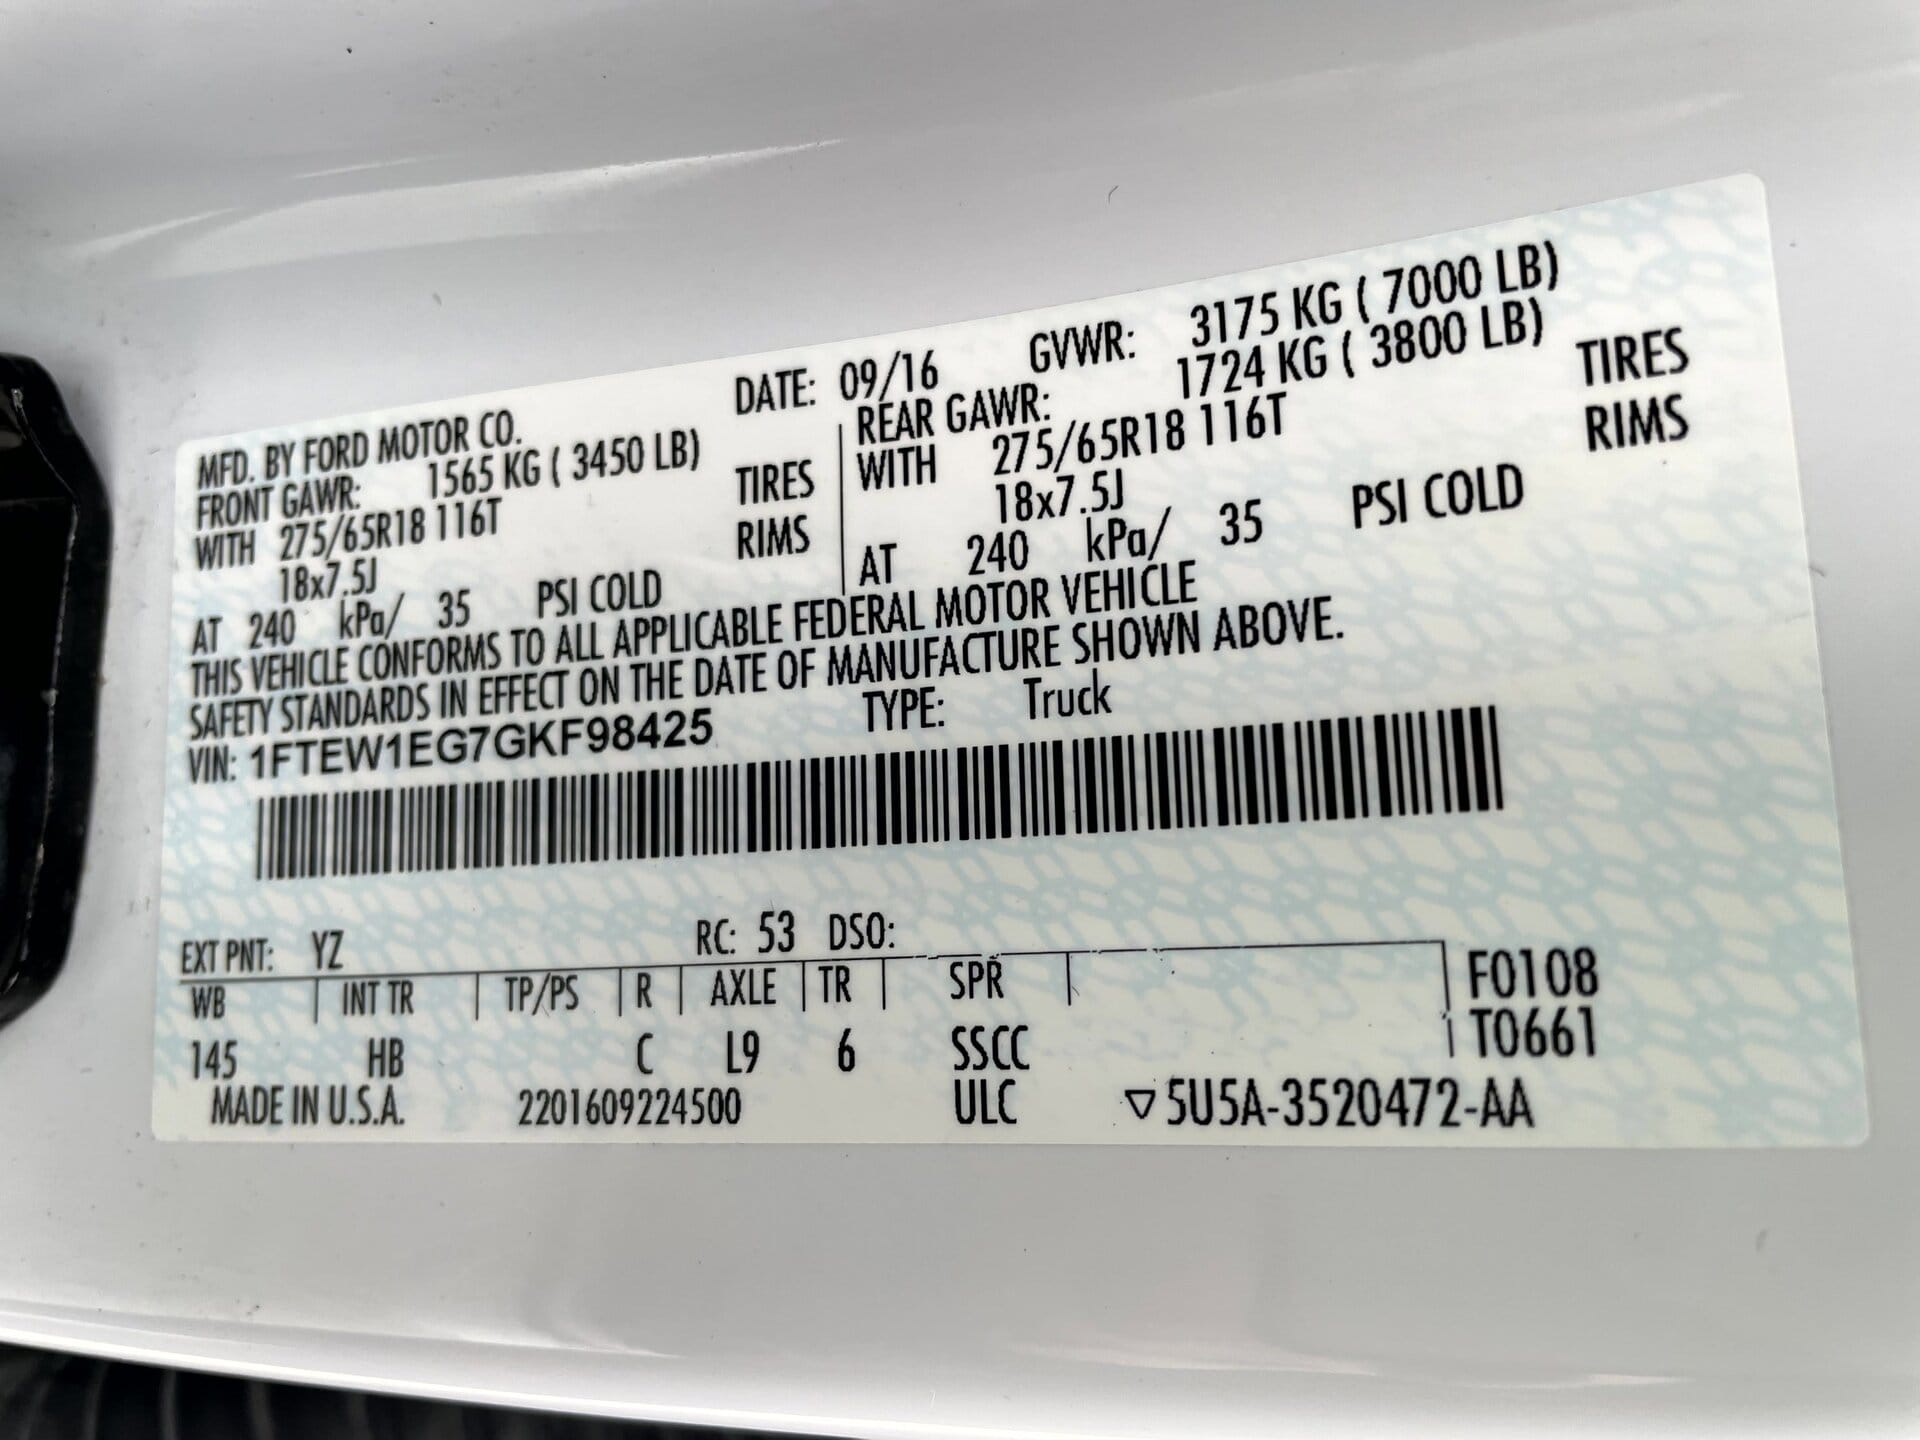 MFD. BY FORD MOTOR CO. DATE: 09/16 GVWR: 3175 KG ( 7000 LB)
FRONT GAWR: 1565 KG ( 3450 LB)
WITH 275/65R18 116T TIRES
18x7.5J RIMS
AT 240 kPa/ 35 PSI COLD
REAR GAWR: 1724 KG ( 3800 LB)
WITH 275/65R18 116T TIRES
18x7.5J RIMS
AT 240 kPa/ 35 PSI COLD
THIS VEHICLE CONFORMS TO ALL APPLICABLE FEDERAL MOTOR VEHICLE
SAFETY STANDARDS IN EFFECT ON THE DATE OF MANUFACTURE SHOWN ABOVE.
VIN: 1FTEW1EG7GKF98425 TYPE: Truck
EXT PNT: YZ RC: 53 DSO:
WB INT TR TP/PS R AXLE TR SPR F0108
145 HB C L9 6 SSCC T0661
MADE IN U.S.A. 2201609224500 ULC ▽5U5A-3520472-AA